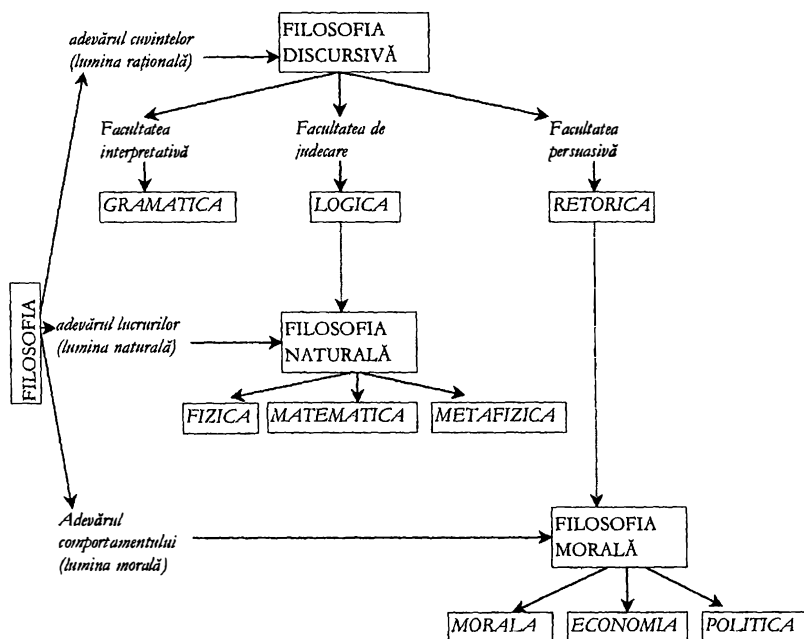 FILOSOFIA
adevărul cuvintelor
(lumina raţională)
FILOSOFIA
DISCURSIVĂ
Facultatea
interpretativă
Facultatea de
judecare
Facultatea
persuasivă
GRAMATICA
LOGICA
RETORICA
adevărul lucrurilor
(lumina naturală)
FILOSOFIA
NATURALĂ
FIZICA
MATEMATICA
METAFIZICA
Adevărul
comportamentului
(lumina morală)
FILOSOFIA
MORALĂ
MORALA
ECONOMIA
POLITICA